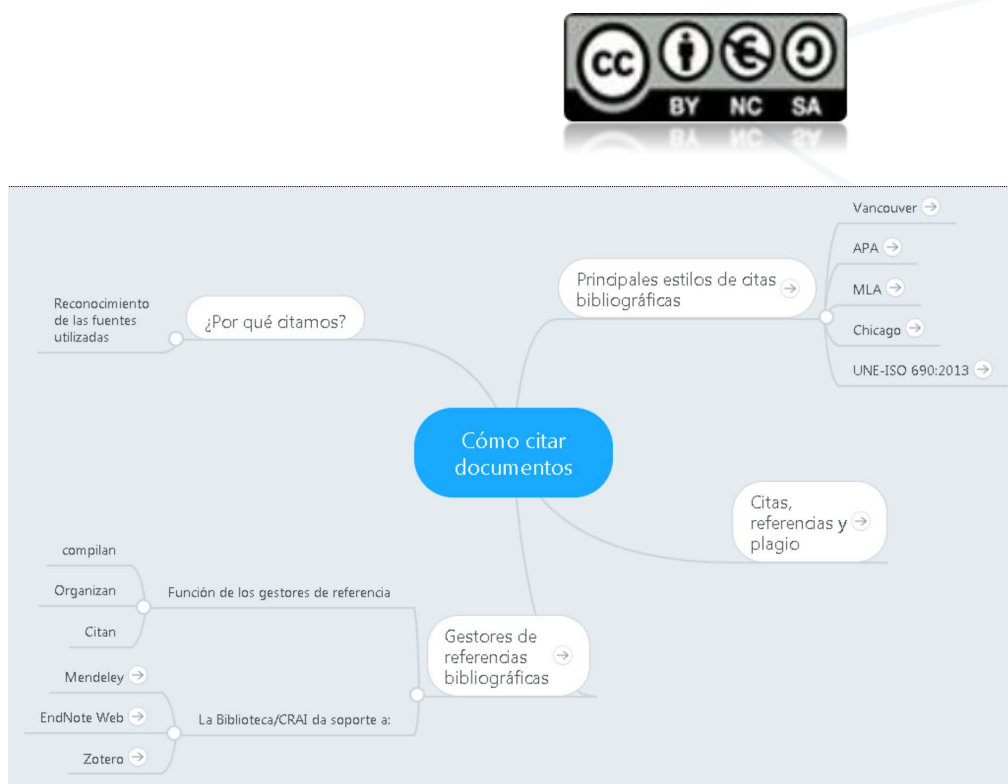 cc
BY NC SA
Vancouver
APA
MLA
Chicago
UNE-ISO 690:2013
Principales estilos de citas
bibliográficas
¿Por qué citamos?
Reconocimiento
de las fuentes
utilizadas
Cómo citar
documentos
Citas,
referencias y
plagio
Gestores de
referencias
bibliográficas
Función de los gestores de referencia
compilan
Organizan
Citan
La Biblioteca/CRAI da soporte a:
Mendeley
EndNote Web
Zotero